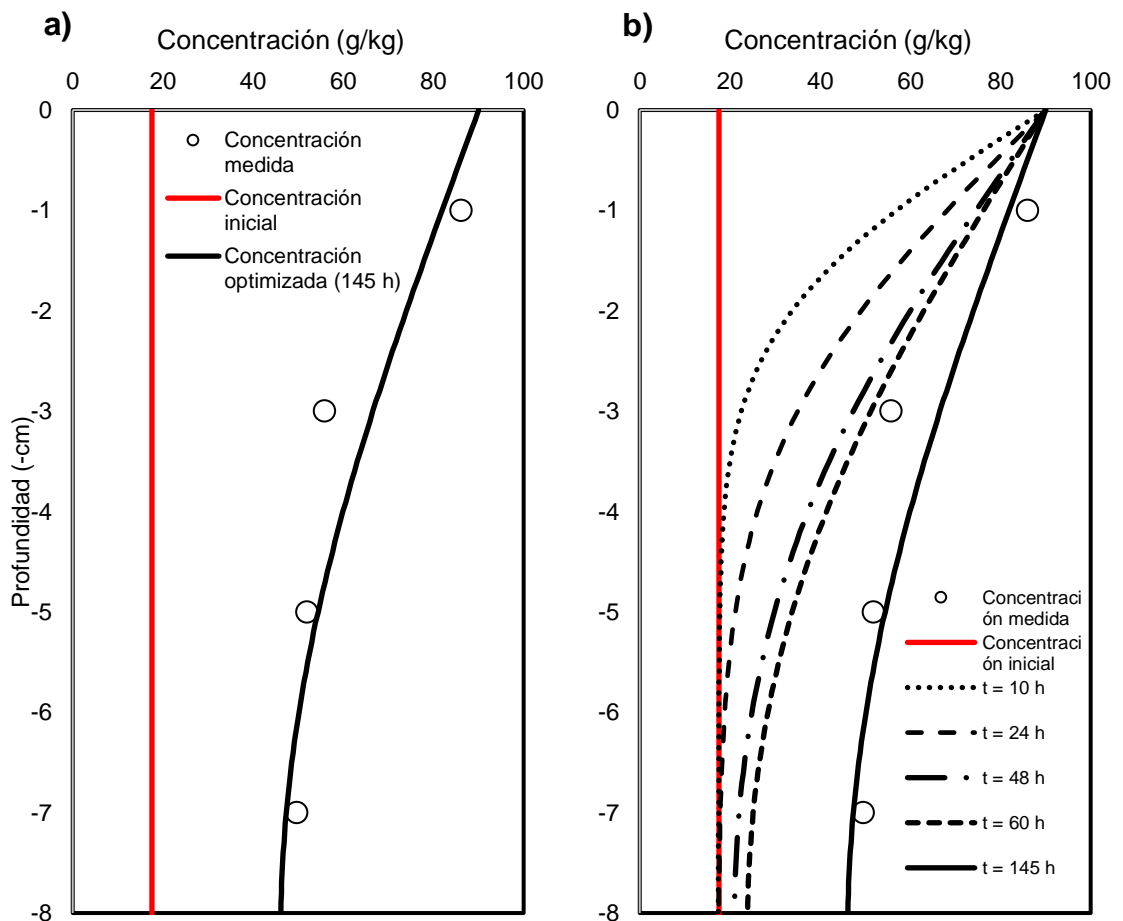 a)
Concentración (g/kg)
0 20 40 60 80 100
0
-1
-2
-3
-4
-5
-6
-7
-8
Profundidad (-cm)
Concentración
medida
Concentración
inicial
Concentración
optimizada (145 h)
b)
Concentración (g/kg)
0 20 40 60 80 100
0
-1
-2
-3
-4
-5
-6
-7
-8
Concentraci
ón medida
Concentraci
ón inicial
t = 10 h
t = 24 h
t = 48 h
t = 60 h
t = 145 h